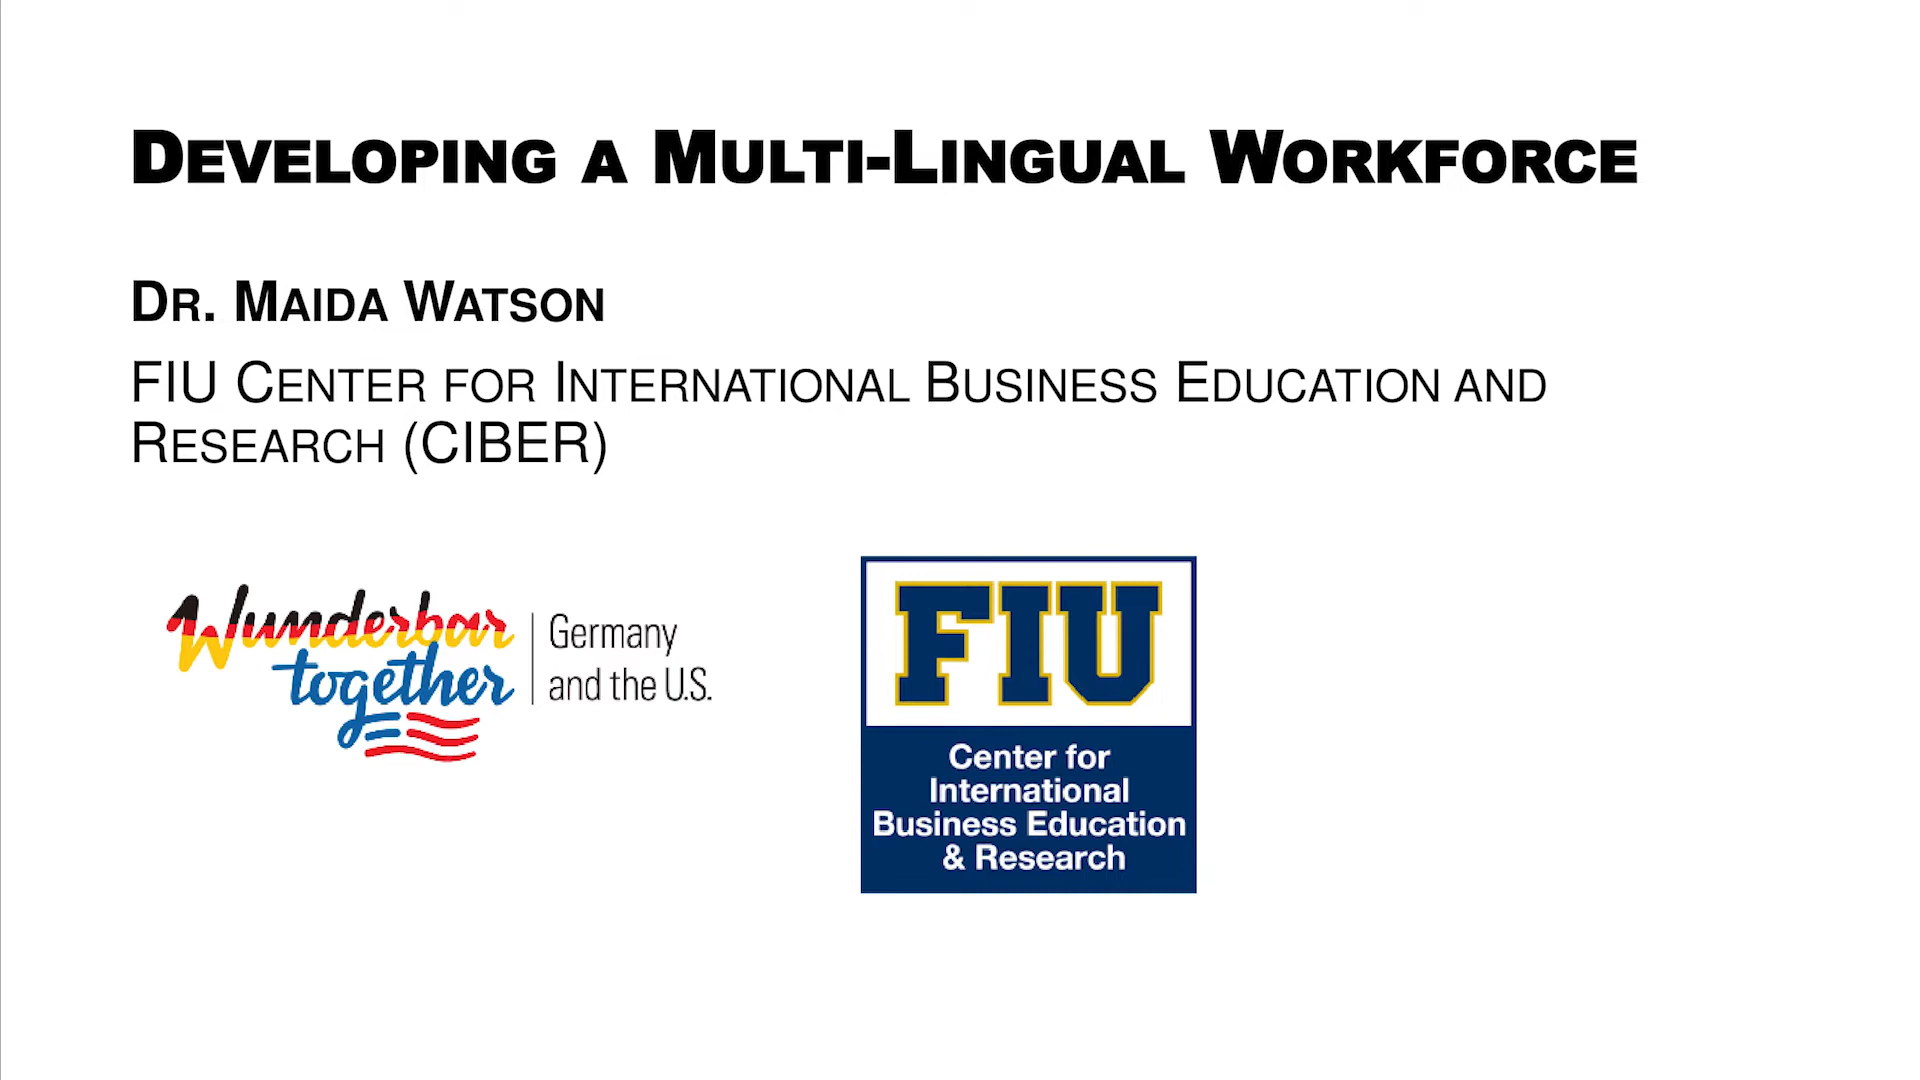 Developing a Multi-Lingual Workforce
Dr. Maida Watson
FIU Center for International Business Education and
Research (CIBER)
Wunderbar
together
Germany
and the U.S.
FIU
Center for
International
Business Education
& Research